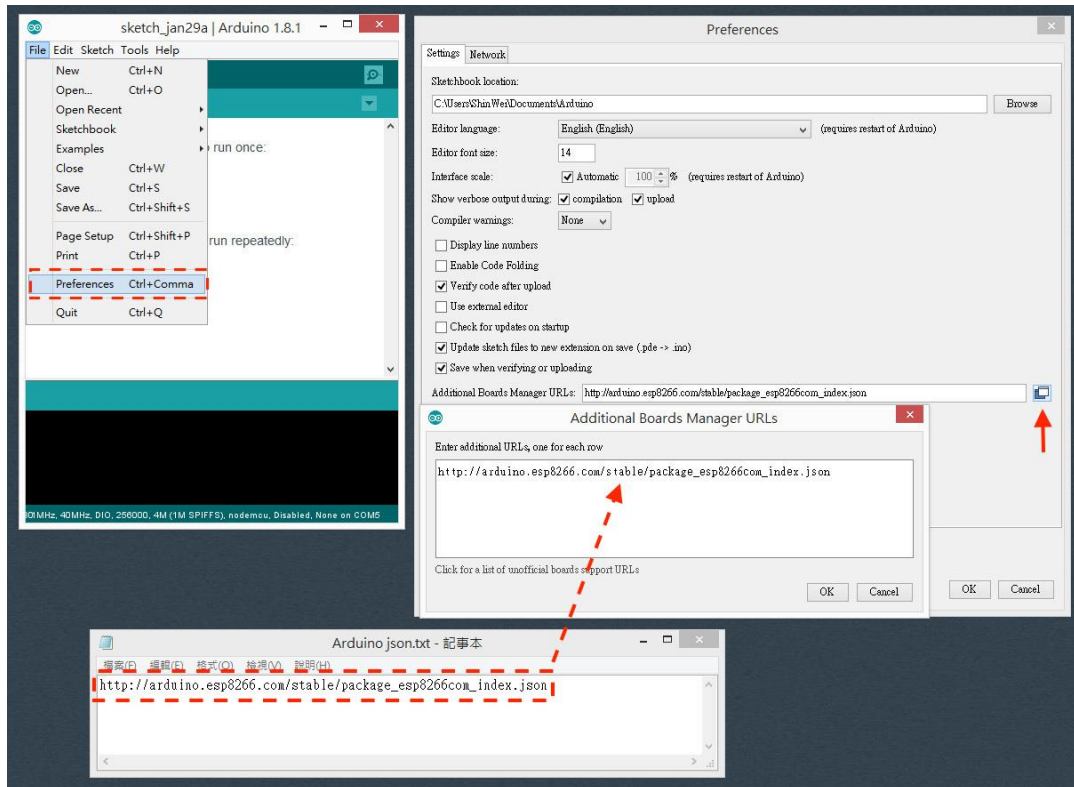 sketch_jan29a | Arduino 1.8.1
File Edit Sketch Tools Help
New Ctrl+N
Open... Ctrl+O
Open Recent
Sketchbook
Examples
Close Ctrl+W
Save Ctrl+S
Save As... Ctrl+Shift+S
Page Setup Ctrl+Shift+P
Print Ctrl+P
Preferences Ctrl+Comma
Quit Ctrl+Q
run once:
run repeatedly:
40MHz, DIO, 256000, 4M (1M SPIFFS), nodemcu, Disabled, None on COM5
Preferences
Settings Network
Sketchbook location:
C:\Users\ShinWei\Documents\Arduino Browse
Editor language: English (English) (requires restart of Arduino)
Editor font size: 14
Interface scale: Automatic 100 % (requires restart of Arduino)
Show verbose output during: compilation upload
Compiler warnings: None
Display line numbers
Enable Code Folding
Verify code after upload
Use external editor
Check for updates on startup
Update sketch files to new extension on save (.pde -> .ino)
Save when verifying or uploading
Additional Boards Manager URLs: http://arduino.esp8266.com/stable/package_esp8266com_index.json
Additional Boards Manager URLs
Enter additional URLs, one for each row
http://arduino.esp8266.com/stable/package_esp8266com_index.json
Click for a list of unofficial boards support URLs
OK Cancel
OK Cancel
Arduino json.txt - 記事本
檔案(F) 編輯(E) 格式(O) 檢視(V) 說明(H)
http://arduino.esp8266.com/stable/package_esp8266com_index.json